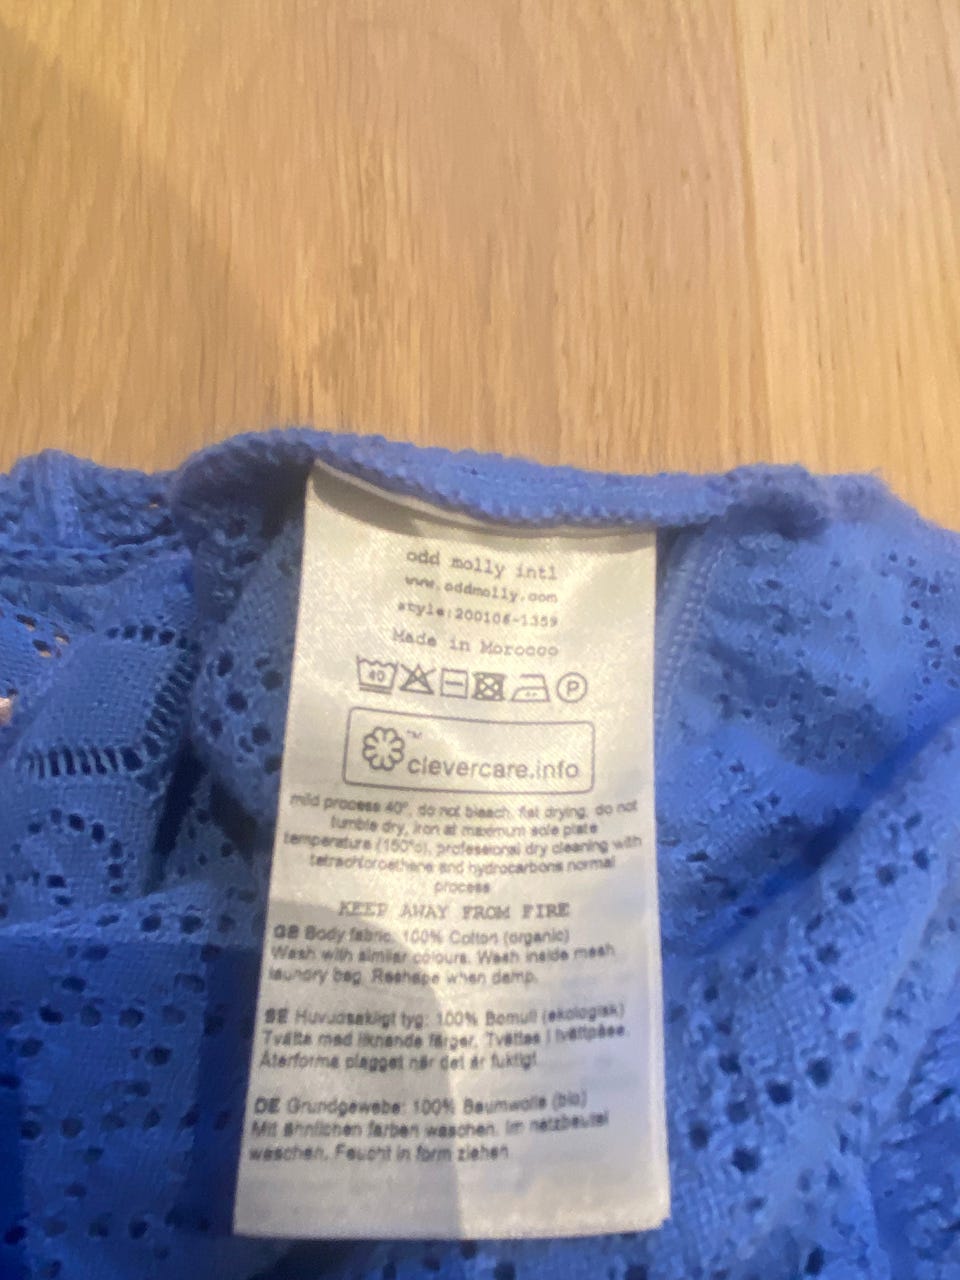 odd molly intl
www.oddmolly.com
style:200106-1359
Made in Morocco
40
P
clevercare.info
TM
mild process 40°, do not bleach, flat drying, do not
tumble dry, iron at maximum sole plate
temperature (150°c), professional dry cleaning with
tetrachloroethene and hydrocarbons normal
process
KEEP AWAY FROM FIRE
GB Body fabric: 100% Cotton (organic)
Wash with similar colours. Wash inside mesh
laundry bag. Reshape when damp.
SE Huvudsakligt tyg: 100% Bomull (ekologisk)
Tvätta med liknande färger. Tvättas i tvättpåse.
Återforma plagget när det är fuktigt.
DE Grundgewebe: 100% Baumwolle (bio)
Mit ähnlichen farben waschen. Im netzbeutel
waschen. Feucht in form ziehen.